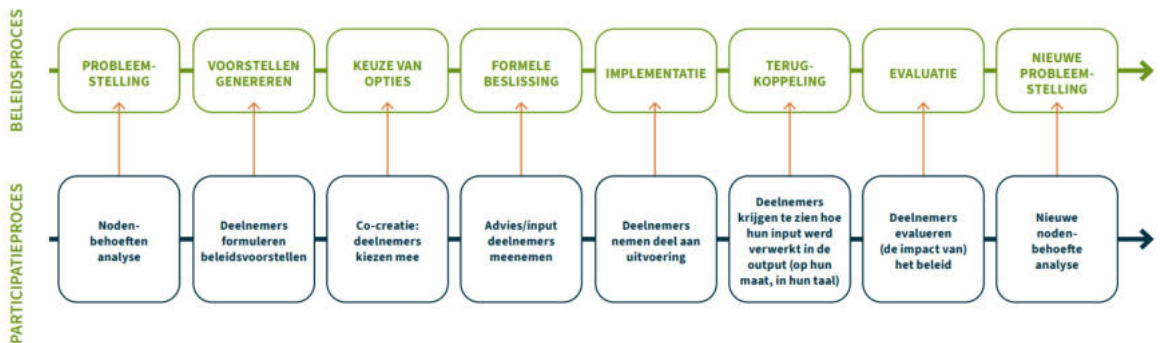 BELEIDSPROCES
PROBLEEM-
STELLING
VOORSTELLEN
GENEREREN
KEUZE VAN
OPTIES
FORMELE
BESLISSING
IMPLEMENTATIE
TERUG-
KOPPELING
EVALUATIE
NIEUWE
PROBLEEM-
STELLING
PARTICIPATIEPROCES
Noden-
behoeften
analyse
Deelnemers
formuleren
beleidsvoorstellen
Co-creatie:
deelnemers
kiezen mee
Advies/input
deelnemers
meenemen
Deelnemers
nemen deel aan
uitvoering
Deelnemers
krijgen te zien hoe
hun input werd
verwerkt in de
output (op hun
maat, in hun taal)
Deelnemers
evalueren
(de impact van)
het beleid
Nieuwe
noden-
behoefte
analyse